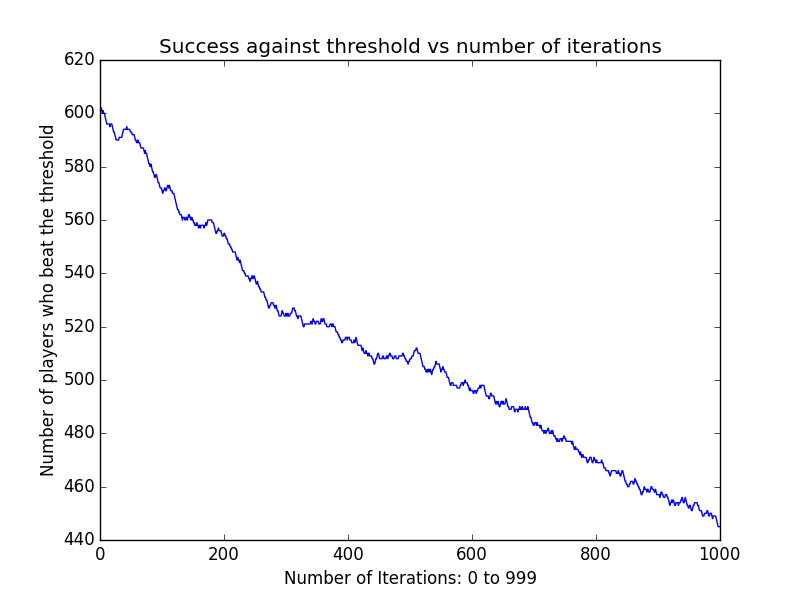 Success against threshold vs number of iterations
620
600
580
560
540
520
500
480
460
440
Number of players who beat the threshold
0 200 400 600 800 1000
Number of Iterations: 0 to 999